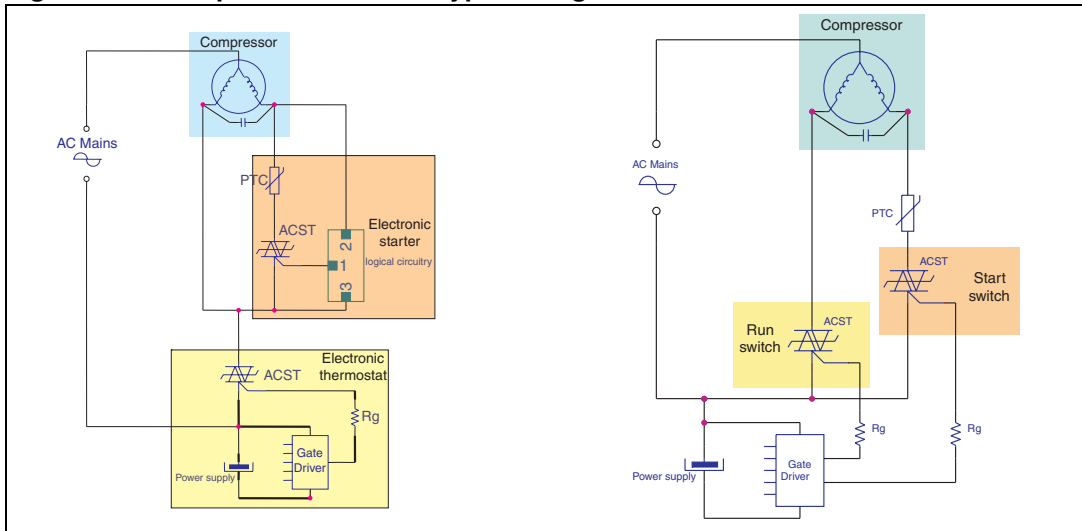 Compressor
AC Mains
PTC
ACST
Electronic
starter
logical circuitry
2
1
3
Electronic
thermostat
ACST
Rg
Gate
Driver
Power supply
Compressor
AC Mains
PTC
ACST
Start
switch
Run
switch
ACST
Rg
Rg
Gate
Driver
Power supply